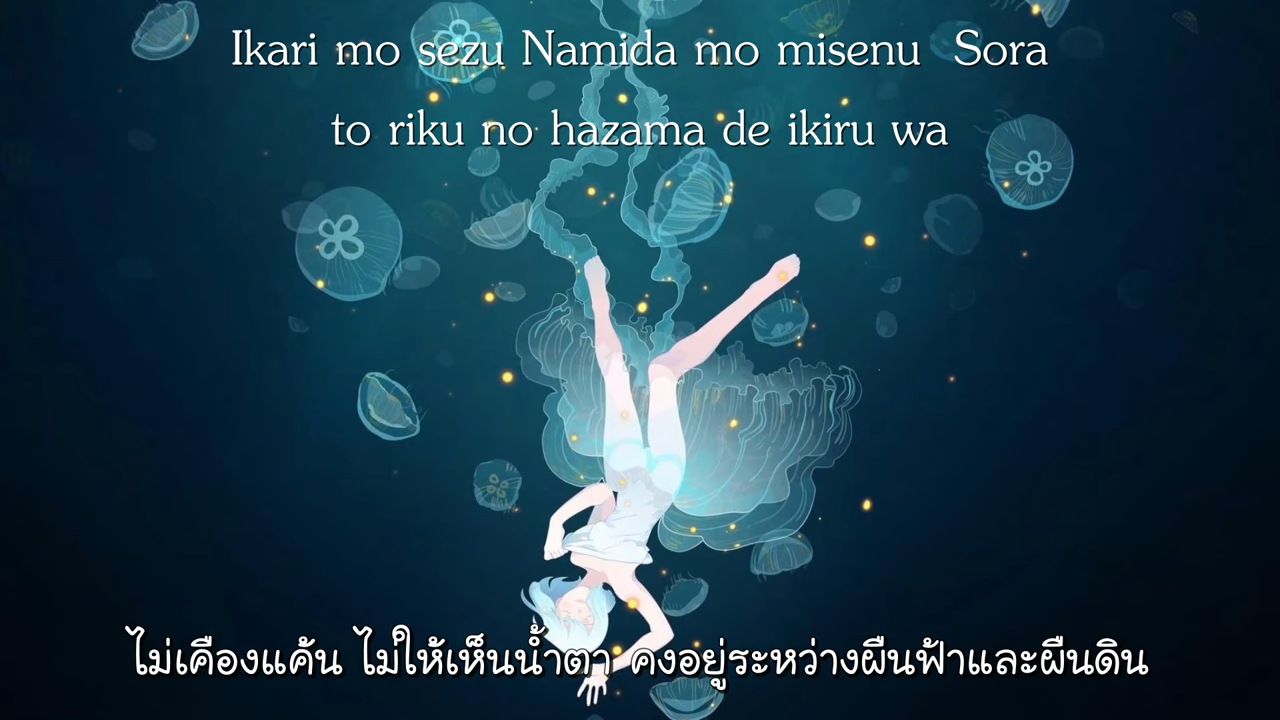 Ikari mo sezu Namida mo misenu  Sora
to riku no hazama de ikiru wa
ไม่เคืองแค้น ไม่ให้เห็นน้ำตา คงอยู่ระหว่างผืนฟ้าและผืนดิน